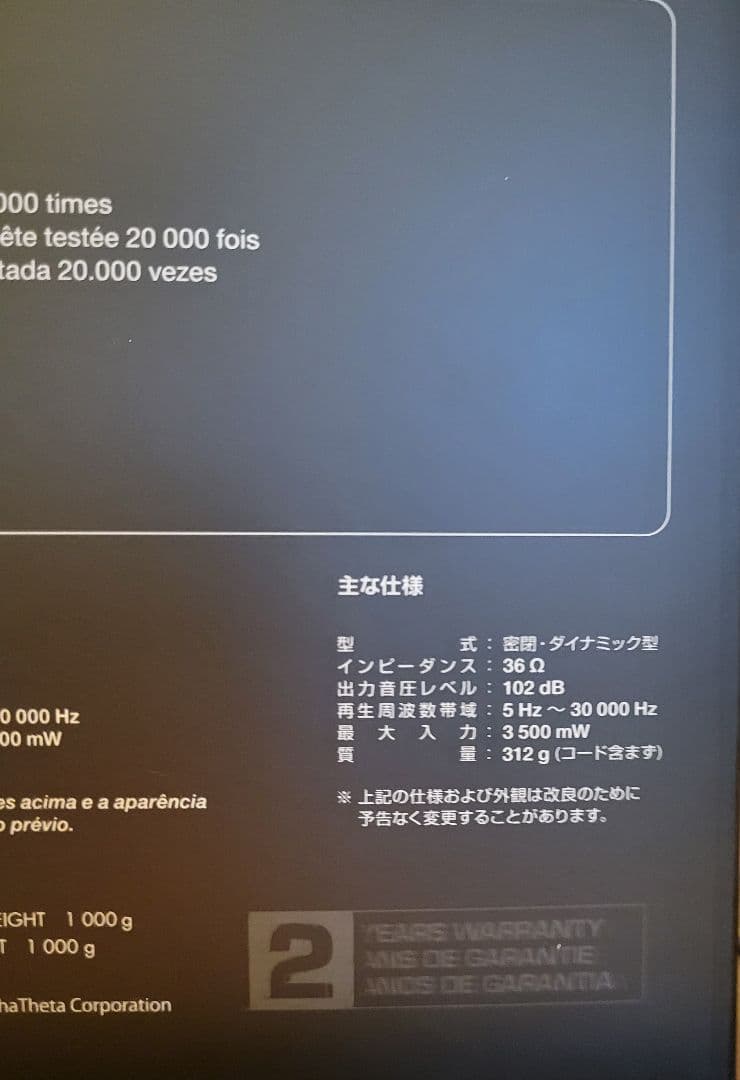 000 times
ête testée 20 000 fois
tada 20.000 vezes
主な仕様
型式：密閉・ダイナミック型
インピーダンス：36 Ω
出力音圧レベル：102 dB
0 000 Hz
再生周波数帯域：5 Hz ～ 30 000 Hz
00 mW
最大入力：3 500 mW
質量：312 g (コード含まず)
es acima e a aparência
o prévio.
※ 上記の仕様および外観は改良のために
予告なく変更することがあります。
EIGHT 1 000 g
T 1 000 g
haTheta Corporation
2
YEARS WARRANTY
ANS DE GARANTIE
ANOS DE GARANTIA